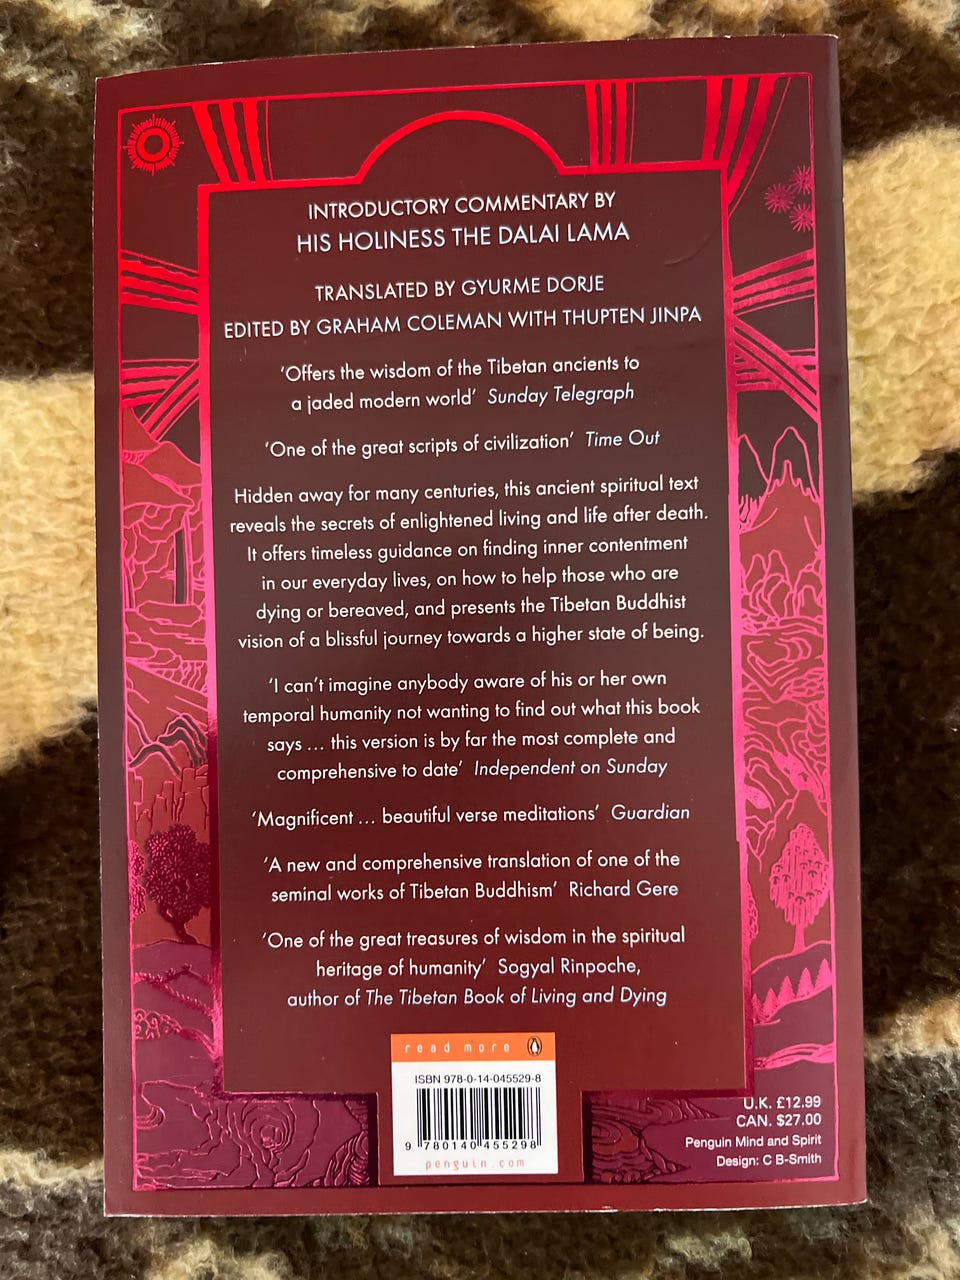 INTRODUCTORY COMMENTARY BY
HIS HOLINESS THE DALAI LAMA
TRANSLATED BY GYURME DORJE
EDITED BY GRAHAM COLEMAN WITH THUPTEN JINPA
‘Offers the wisdom of the Tibetan ancients to
a jaded modern world’ Sunday Telegraph
‘One of the great scripts of civilization’ Time Out
Hidden away for many centuries, this ancient spiritual text
reveals the secrets of enlightened living and life after death.
It offers timeless guidance on finding inner contentment
in our everyday lives, on how to help those who are
dying or bereaved, and presents the Tibetan Buddhist
vision of a blissful journey towards a higher state of being.
‘I can’t imagine anybody aware of his or her own
temporal humanity not wanting to find out what this book
says ... this version is by far the most complete and
comprehensive to date’ Independent on Sunday
‘Magnificent ... beautiful verse meditations’ Guardian
‘A new and comprehensive translation of one of the
seminal works of Tibetan Buddhism’ Richard Gere
‘One of the great treasures of wisdom in the spiritual
heritage of humanity’ Sogyal Rinpoche,
author of The Tibetan Book of Living and Dying
read more
ISBN 978-0-14-045529-8
9 780140 455298
penguin.com
U.K. £12.99
CAN. $27.00
Penguin Mind and Spirit
Design: C B-Smith